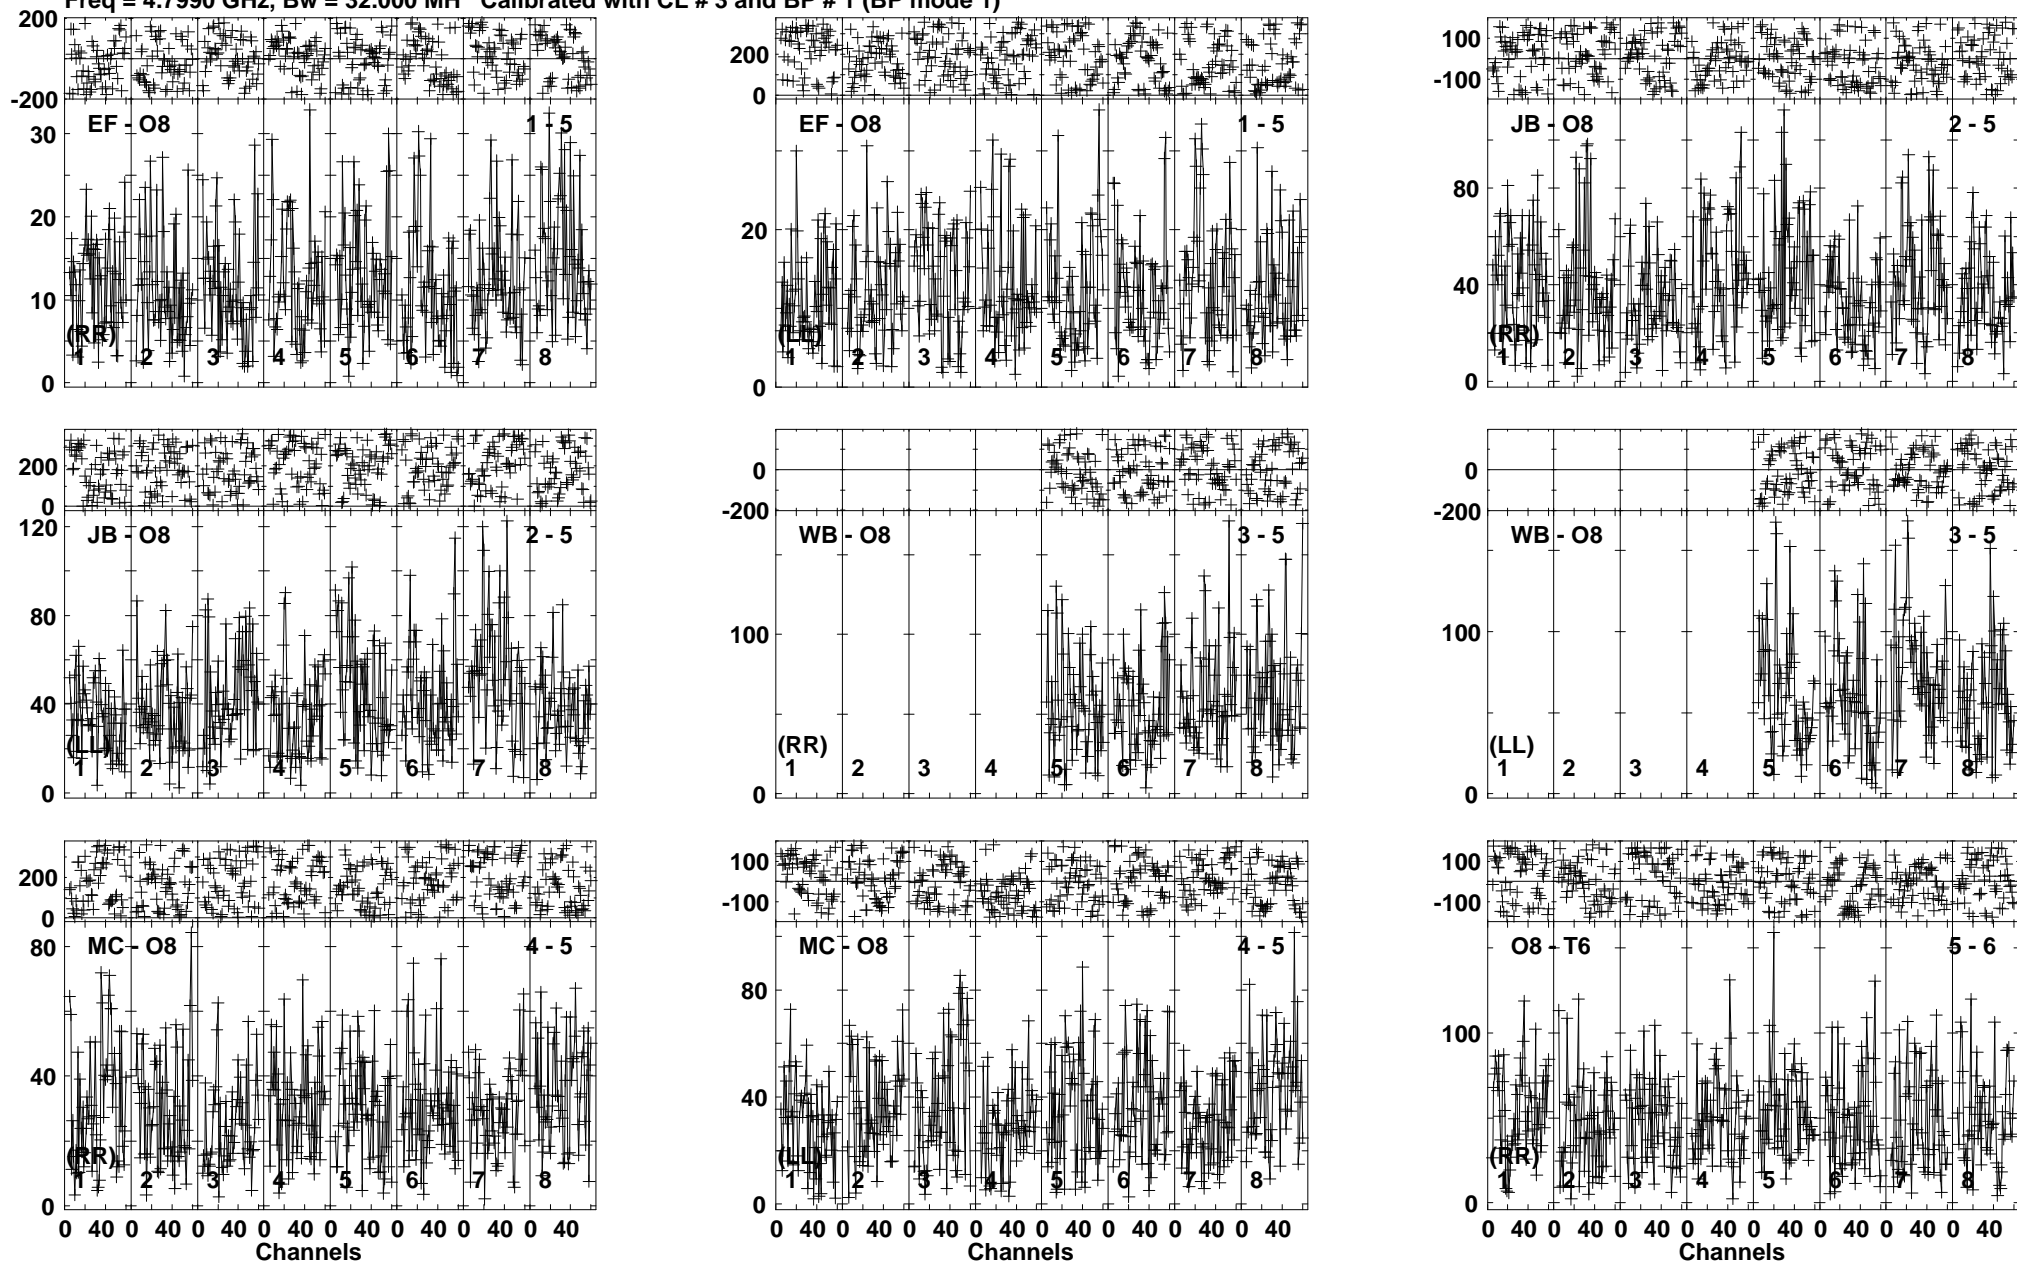 Freq = 4.7990 GHz, Bw = 32.000 MH Calibrated with CL # 3 and BP # 1 (BP mode 1)
200
-200
200
0
100
-100
EF - O8 1 - 5
EF - O8 1 - 5
JB - O8 2 - 5
30
20
10
0
20
0
80
40
0
(RR)
1 2 3 4 5 6 7 8
(LL)
1 2 3 4 5 6 7 8
(RR)
1 2 3 4 5 6 7 8
200
0
0
-200
0
-200
JB - O8 2 - 5
WB - O8 3 - 5
WB - O8 3 - 5
120
80
40
0
100
0
100
0
(LL)
1 2 3 4 5 6 7 8
(RR)
1 2 3 4 5 6 7 8
(LL)
1 2 3 4 5 6 7 8
200
0
100
-100
100
-100
MC - O8 4 - 5
MC - O8 4 - 5
O8 - T6 5 - 6
80
40
0
80
40
0
100
0
(RR)
1 2 3 4 5 6 7 8
(LL)
1 2 3 4 5 6 7 8
(RR)
1 2 3 4 5 6 7 8
0 40 0 40 0 40 0 40 0 40 0 40 0 40 0 40
0 40 0 40 0 40 0 40 0 40 0 40 0 40 0 40
0 40 0 40 0 40 0 40 0 40 0 40 0 40 0 40
Channels
Channels